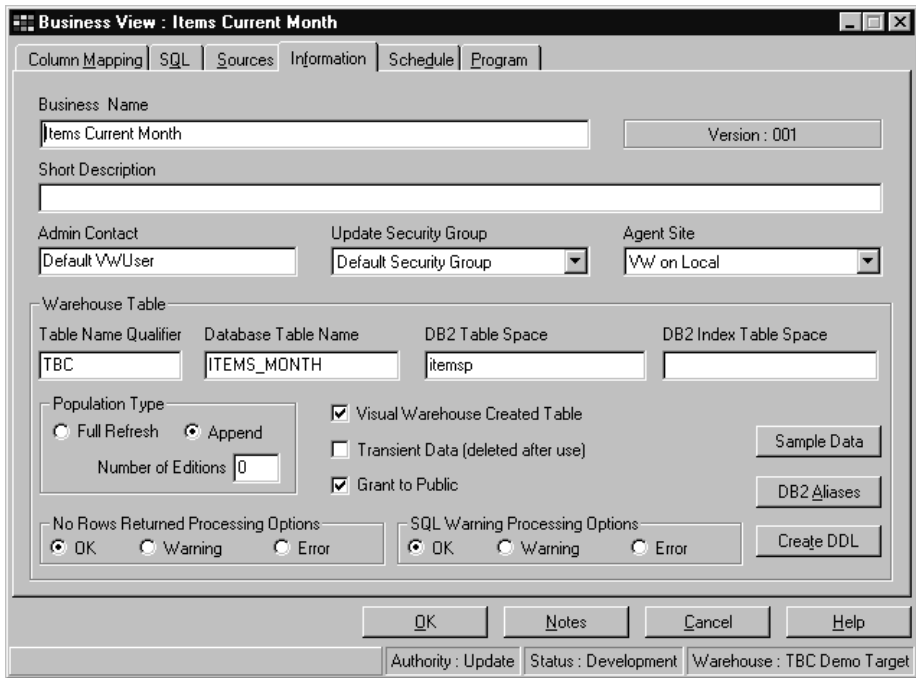 Business View : Items Current Month
Column Mapping SQL Sources Information Schedule Program
Business Name
Items Current Month
Version : 001
Short Description
Admin Contact Update Security Group Agent Site
Default VWUser Default Security Group VW on Local
Warehouse Table
Table Name Qualifier Database Table Name DB2 Table Space DB2 Index Table Space
TBC ITEMS_MONTH itemsp
Population Type
Full Refresh Append
Number of Editions 0
Visual Warehouse Created Table
Transient Data (deleted after use)
Grant to Public
Sample Data
DB2 Aliases
Create DDL
No Rows Returned Processing Options
OK Warning Error
SQL Warning Processing Options
OK Warning Error
OK Notes Cancel Help
Authority : Update Status : Development Warehouse : TBC Demo Target